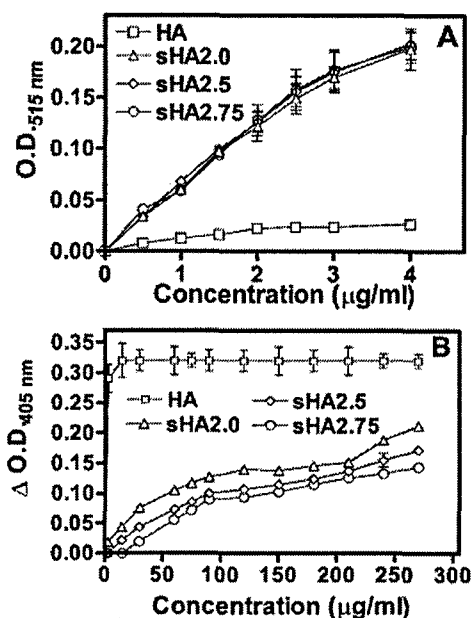 A
HA
sHA2.0
sHA2.5
sHA2.75
O.D.515 nm
0.20
0.15
0.10
0.05
0.00
0 1 2 3 4
Concentration (μg/ml)
B
HA
sHA2.0
sHA2.5
sHA2.75
Δ O.D.405 nm
0.35
0.30
0.25
0.20
0.15
0.10
0.05
0.00
0 50 100 150 200 250 300
Concentration (μg/ml)